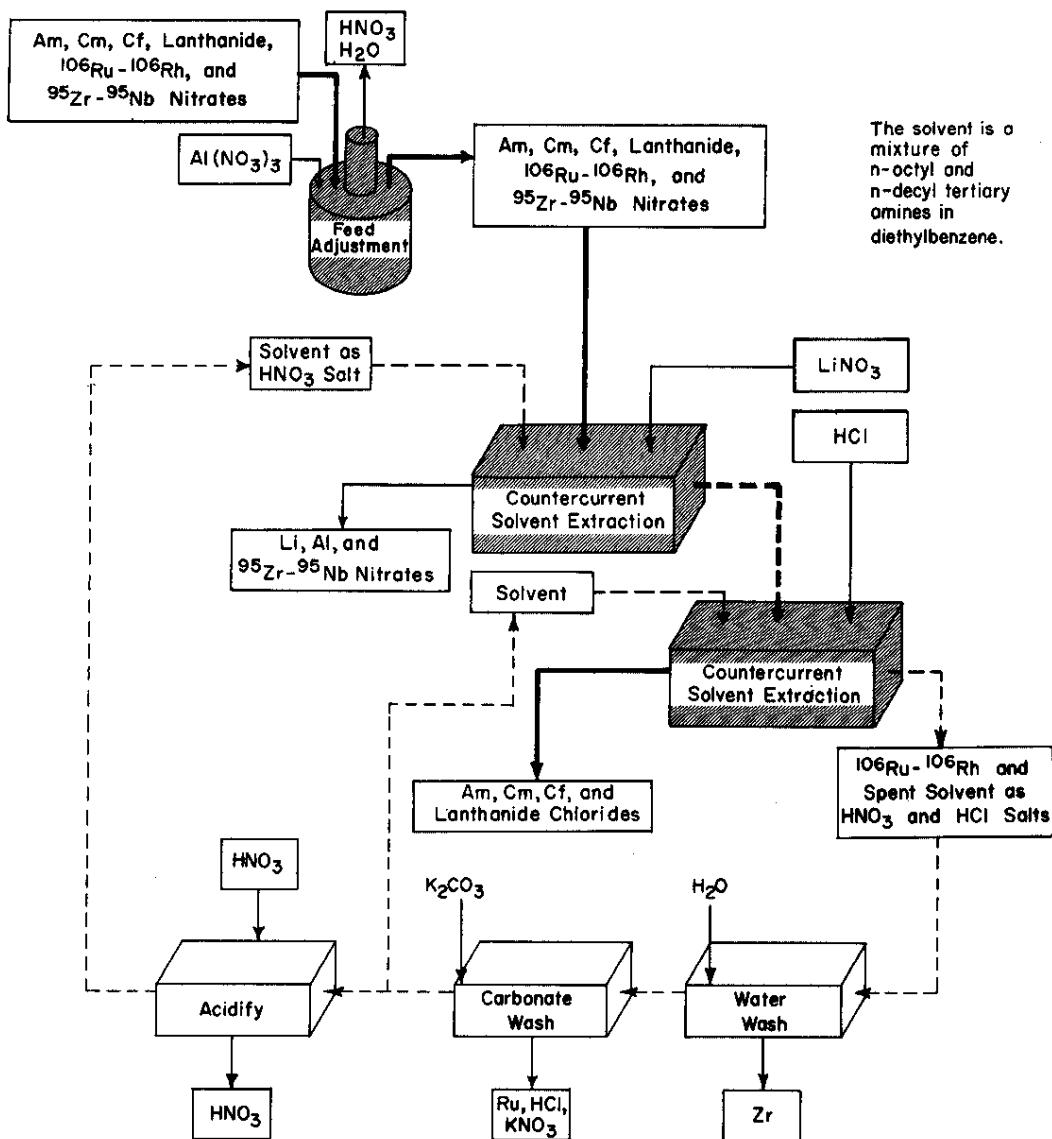 Am, Cm, Cf, Lanthanide,
106Ru-106Rh, and
95Zr-95Nb Nitrates
HNO3
H2O
Al(NO3)3
Feed
Adjustment
Am, Cm, Cf, Lanthanide,
106Ru-106Rh, and
95Zr-95Nb Nitrates
The solvent is a
mixture of
n-octyl and
n-decyl tertiary
amines in
diethylbenzene.
Solvent as
HNO3 Salt
LiNO3
HCl
Countercurrent
Solvent Extraction
Li, Al, and
95Zr-95Nb Nitrates
Solvent
Countercurrent
Solvent Extraction
Am, Cm, Cf, and
Lanthanide Chlorides
106Ru-106Rh and
Spent Solvent as
HNO3 and HCl Salts
HNO3
K2CO3
H2O
Acidify
Carbonate
Wash
Water
Wash
HNO3
Ru, HCl,
KNO3
Zr